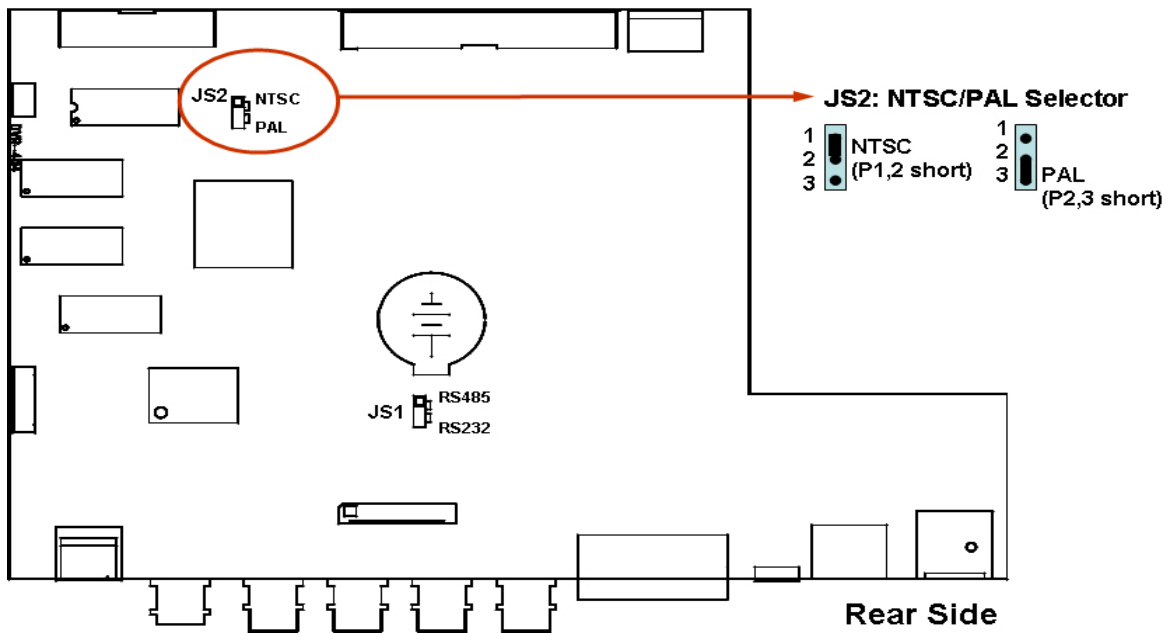 JS2
NTSC
PAL
JS2: NTSC/PAL Selector
1
2
3
NTSC
(P1,2 short)
1
2
3
PAL
(P2,3 short)
JS1
RS485
RS232
Rear Side